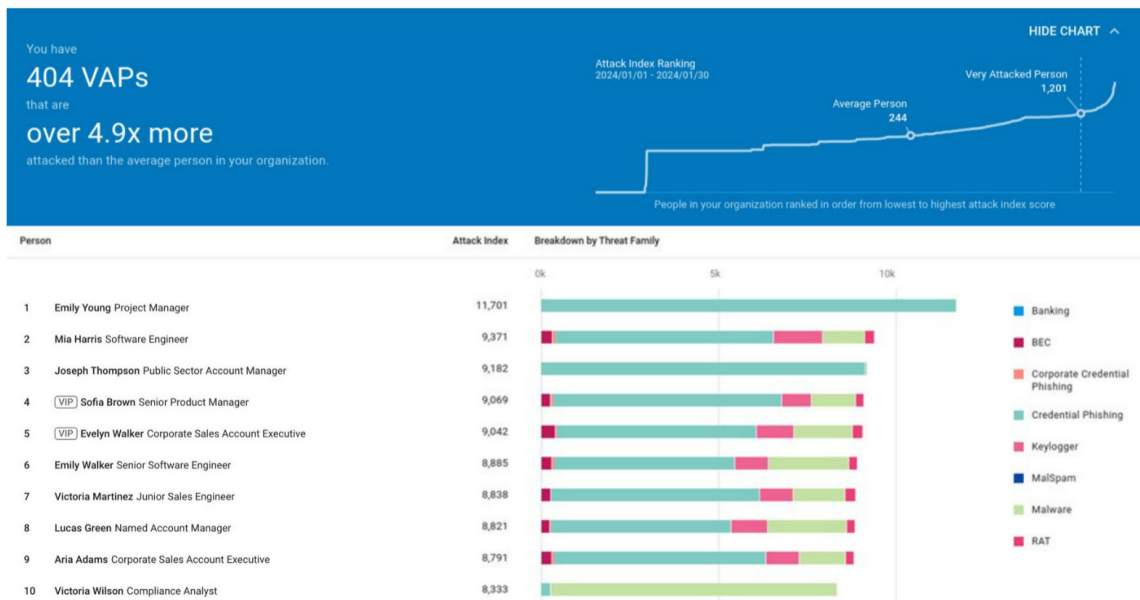 HIDE CHART
You have
404 VAPs
that are
over 4.9x more
attacked than the average person in your organization.
Attack Index Ranking
2024/01/01 - 2024/01/30
Very Attacked Person
1,201
Average Person
244
People in your organization ranked in order from lowest to highest attack index score
Person Attack Index Breakdown by Threat Family
0k 5k 10k
1 Emily Young Project Manager 11,701
2 Mia Harris Software Engineer 9,371
3 Joseph Thompson Public Sector Account Manager 9,182
4 VIP Sofia Brown Senior Product Manager 9,069
5 VIP Evelyn Walker Corporate Sales Account Executive 9,042
6 Emily Walker Senior Software Engineer 8,885
7 Victoria Martinez Junior Sales Engineer 8,838
8 Lucas Green Named Account Manager 8,821
9 Aria Adams Corporate Sales Account Executive 8,791
10 Victoria Wilson Compliance Analyst 8,333
Banking
BEC
Corporate Credential
Phishing
Credential Phishing
Keylogger
MalSpam
Malware
RAT